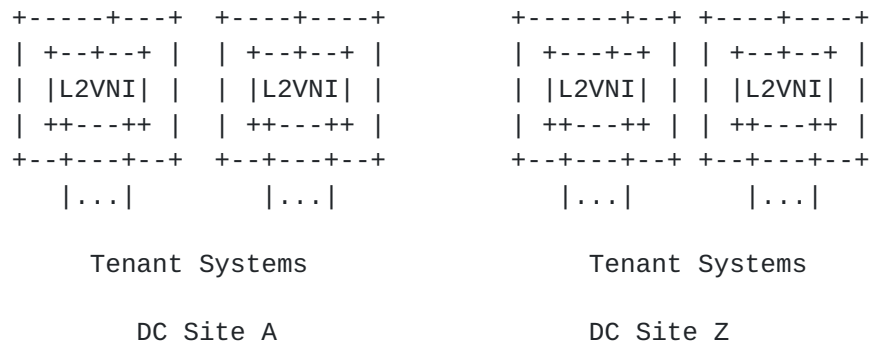 +-----+---+  +----+----+        +------+--+ +----+----+
| +--+--+ |  | +--+--+ |        | +---+-+ | | +--+--+ |
| |L2VNI| |  | |L2VNI| |        | |L2VNI| | | |L2VNI| |
| ++---++ |  | ++---++ |        | ++---++ | | ++---++ |
+--+---+--+  +--+---+--+        +--+---+--+ +--+---+--+
   |...|        |...|              |...|       |...|
     Tenant Systems                  Tenant Systems
        DC Site A                    DC Site Z